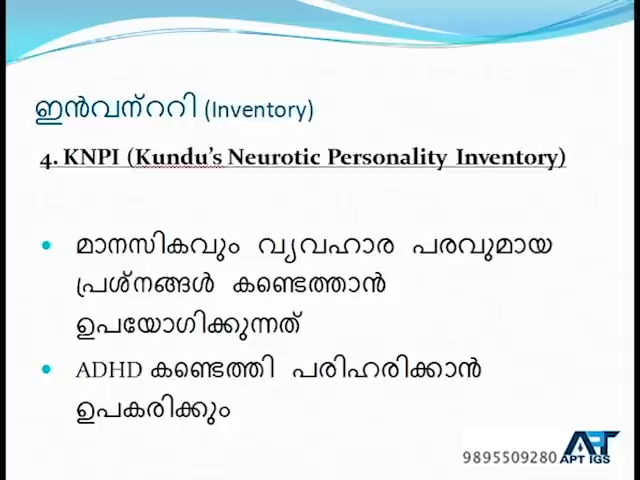 ഇൻവന്ററി (Inventory)
4. KNPI (Kundu's Neurotic Personality Inventory)
മാനസികവും വ്യവഹാര പരവുമായ
പ്രശ്നങ്ങൾ കണ്ടെത്താൻ
ഉപയോഗിക്കുന്നത്
ADHD കണ്ടെത്തി പരിഹരിക്കാൻ
ഉപകരിക്കും
9895509280 APT IGS